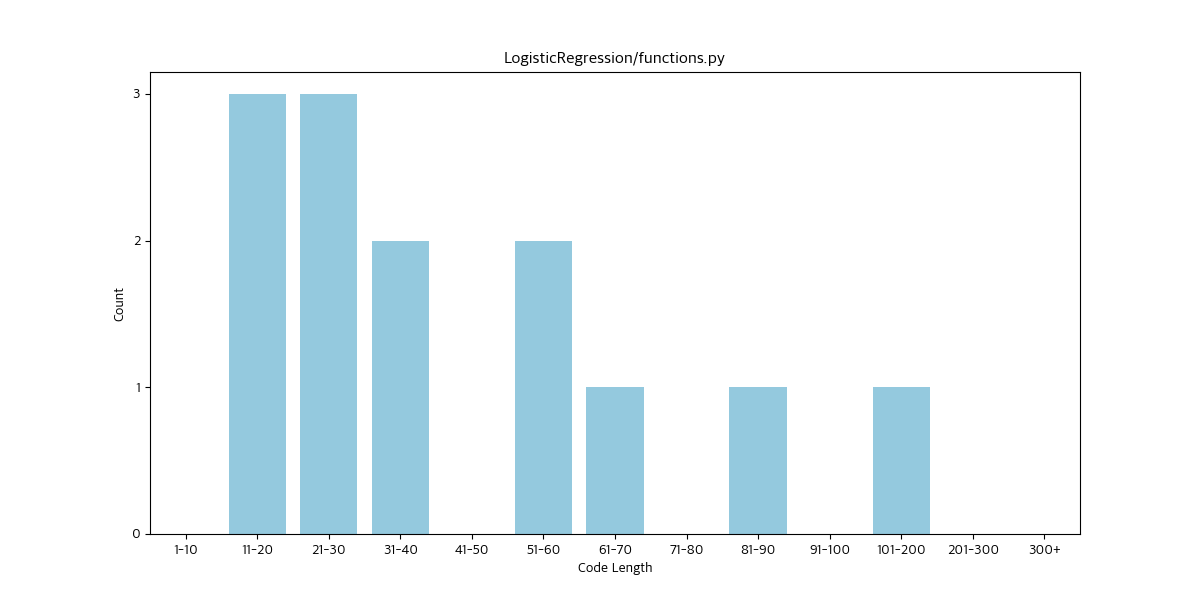 LogisticRegression/functions.py
3
2
1
0
Count
1-10 11-20 21-30 31-40 41-50 51-60 61-70 71-80 81-90 91-100 101-200 201-300 300+
Code Length